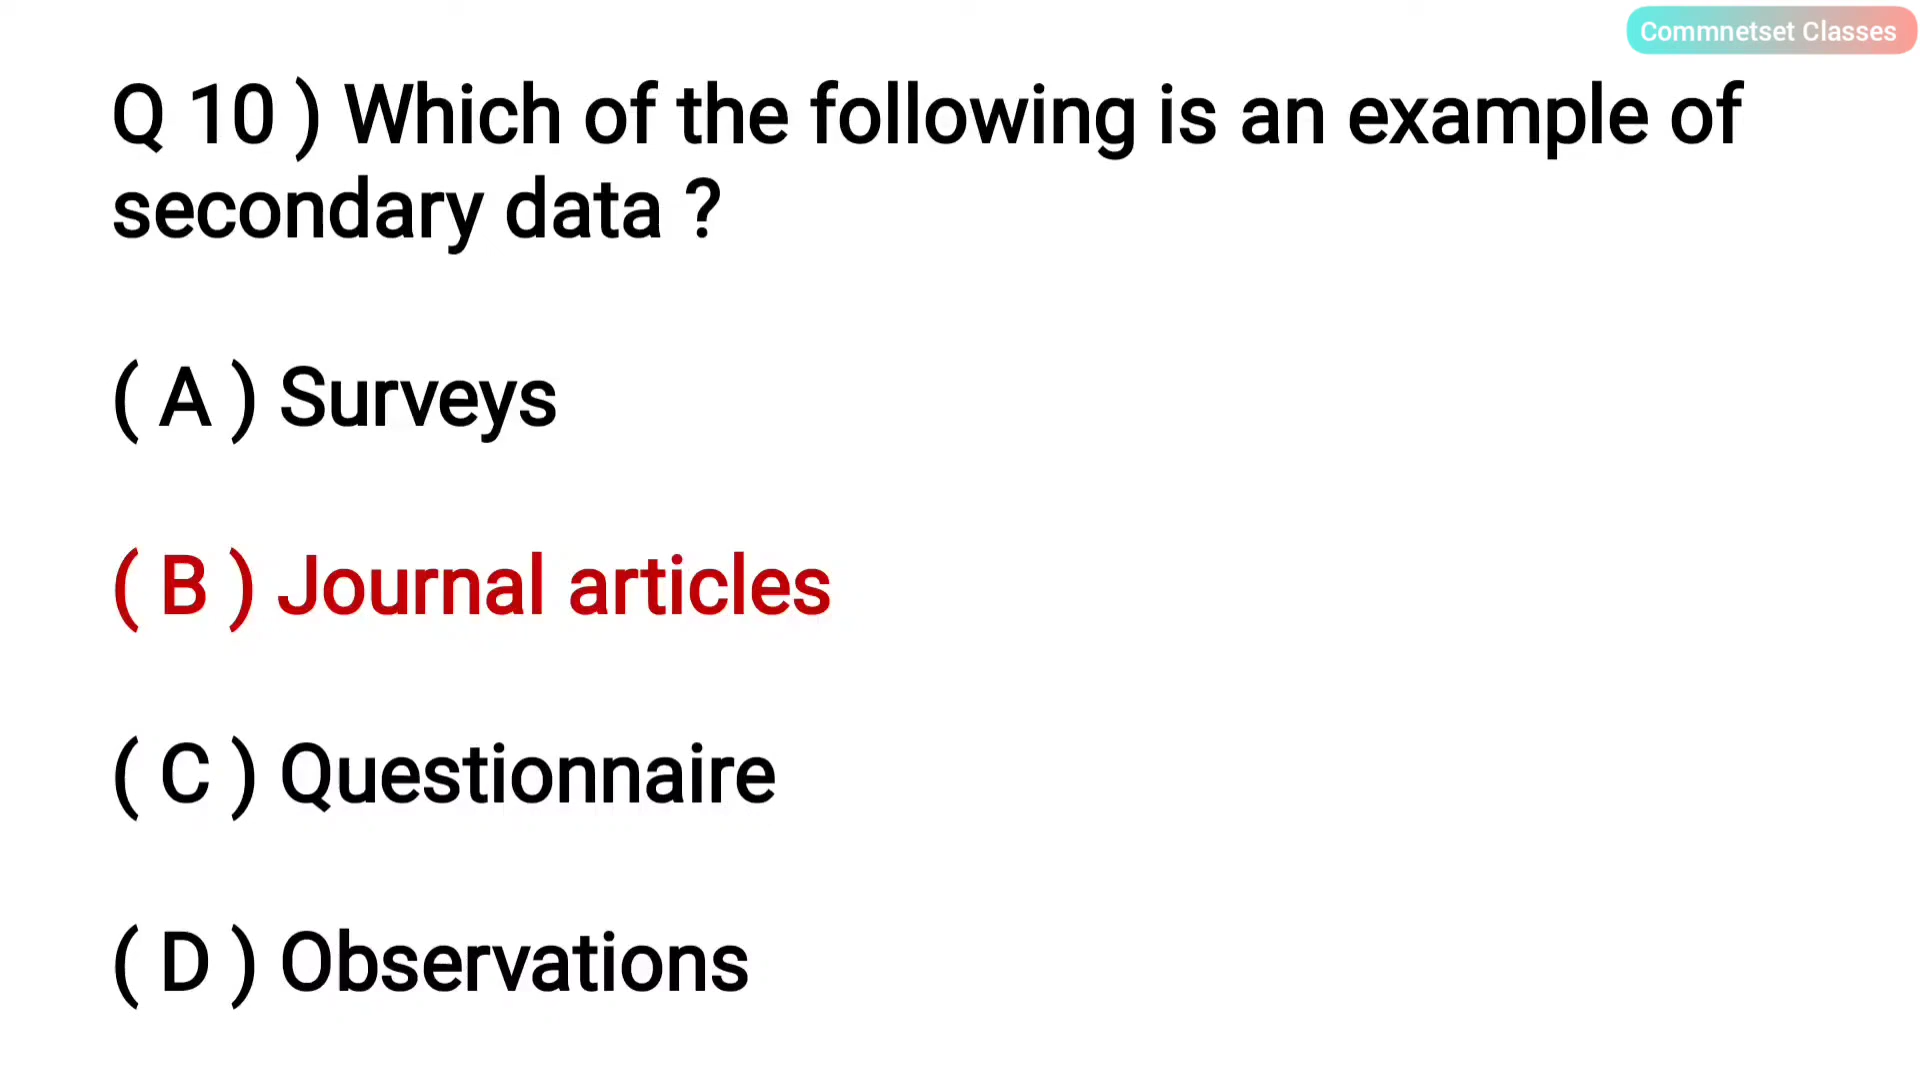 Commnetset Classes
Q 10 ) Which of the following is an example of
secondary data ?
( A ) Surveys
( B ) Journal articles
( C ) Questionnaire
( D ) Observations